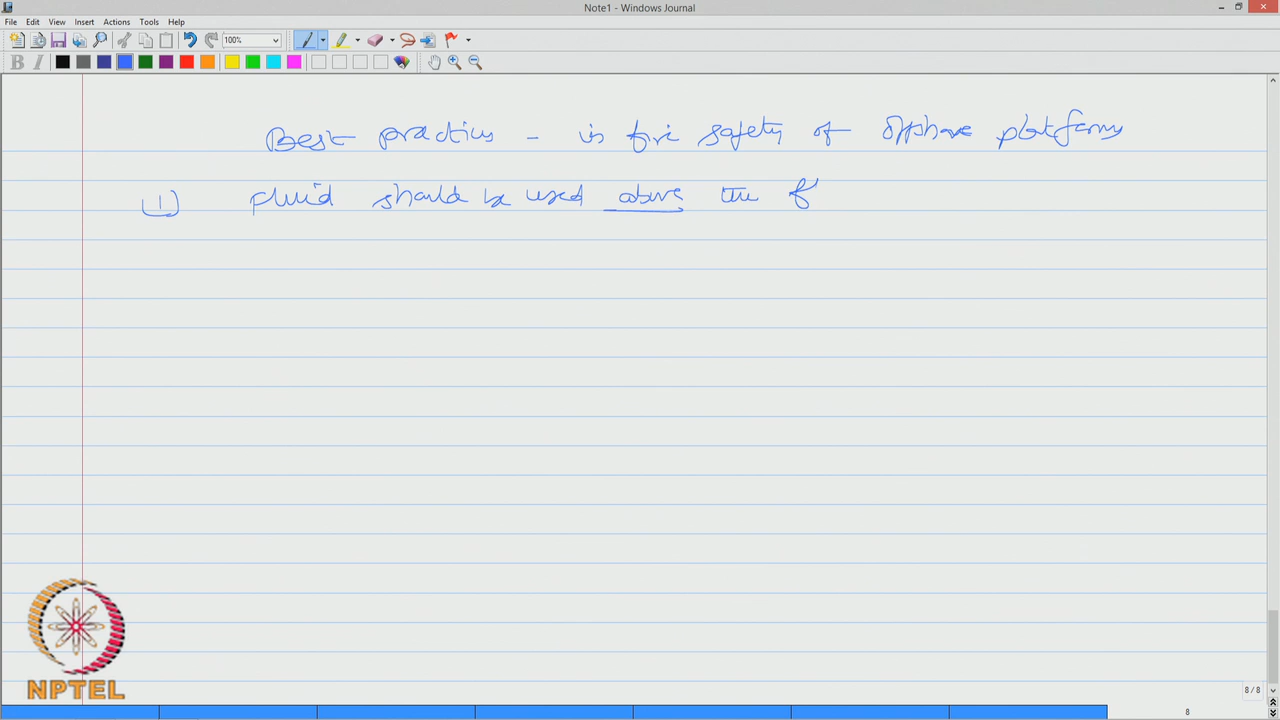 Note1 - Windows Journal
File Edit View Insert Actions Tools Help
100%
B I
Best practices - in fire safety of offshore platforms
(1) Fluid should be used above the f
NPTEL
8 / 8
8